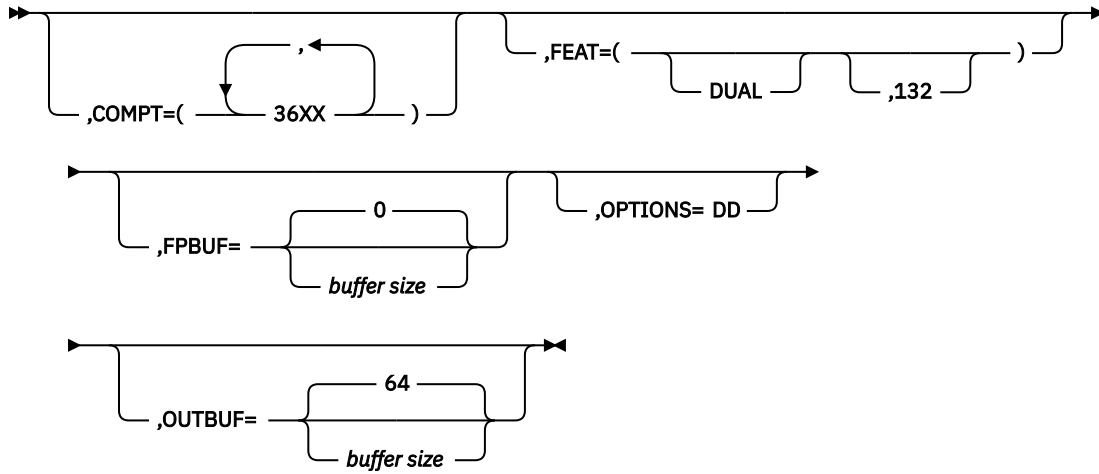 ,COMPT=( 36XX , )
,FEAT=( DUAL ,132 )
,FPBUF= 0 buffer size
,OPTIONS= DD
,OUTBUF= 64 buffer size